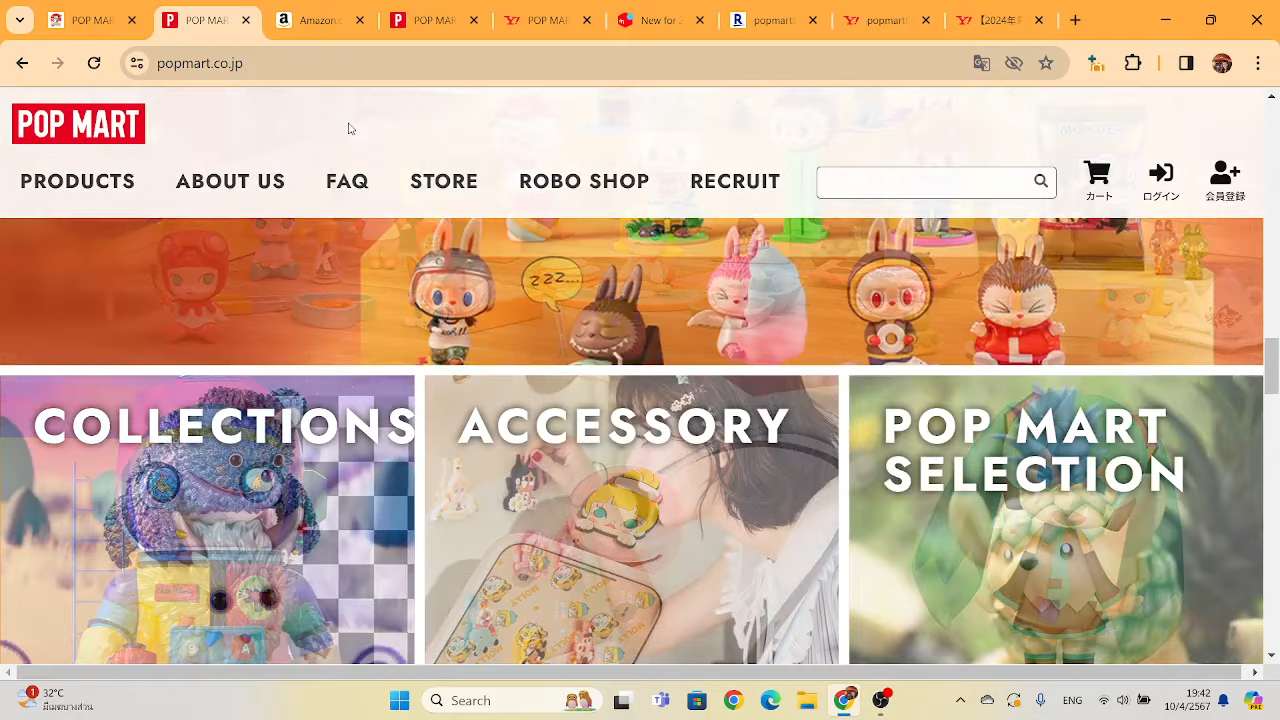 POP MAR
POP MAR
Amazon.c
POP MAR
POP MAR
New for 2
popmart
popmart
【2024年
popmart.co.jp
POP MART
PRODUCTS
ABOUT US
FAQ
STORE
ROBO SHOP
RECRUIT
カート
ログイン
会員登録
ZZZ...
COLLECTIONS
ACCESSORY
POP MART
SELECTION
1
32°C
Search
ENG
19:42
10/4/2567